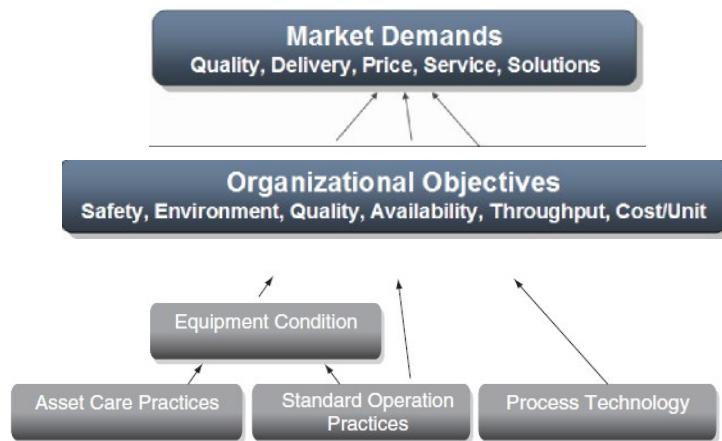 Market Demands
Quality, Delivery, Price, Service, Solutions
Organizational Objectives
Safety, Environment, Quality, Availability, Throughput, Cost/Unit
Equipment Condition
Asset Care Practices
Standard Operation
Practices
Process Technology